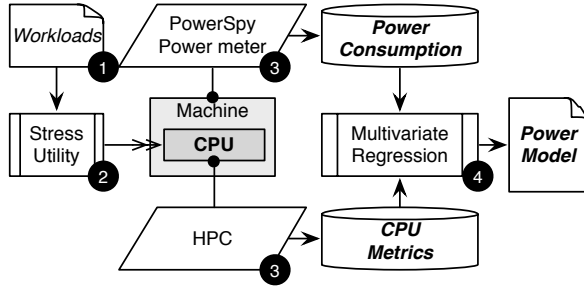 Workloads
1
PowerSpy
Power meter
3
Power
Consumption
Stress
Utility
2
Machine
CPU
Multivariate
Regression
4
Power
Model
HPC
3
CPU
Metrics